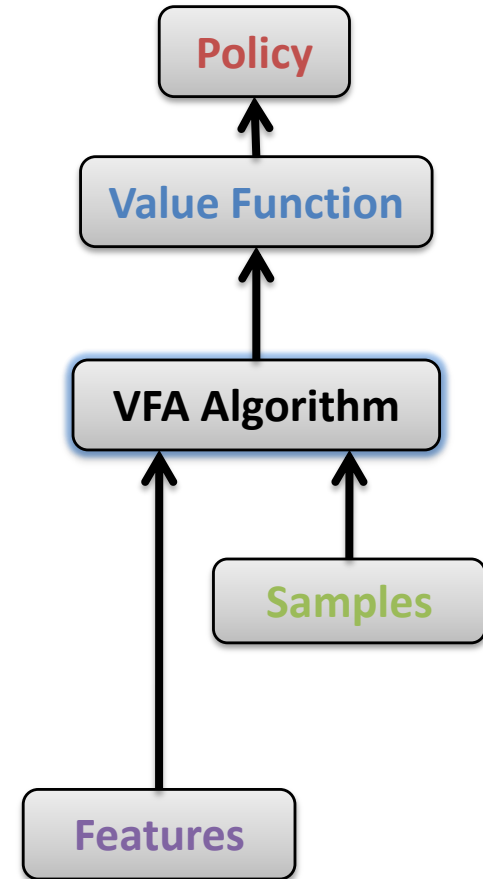 Policy
Value Function
VFA Algorithm
Samples
Features